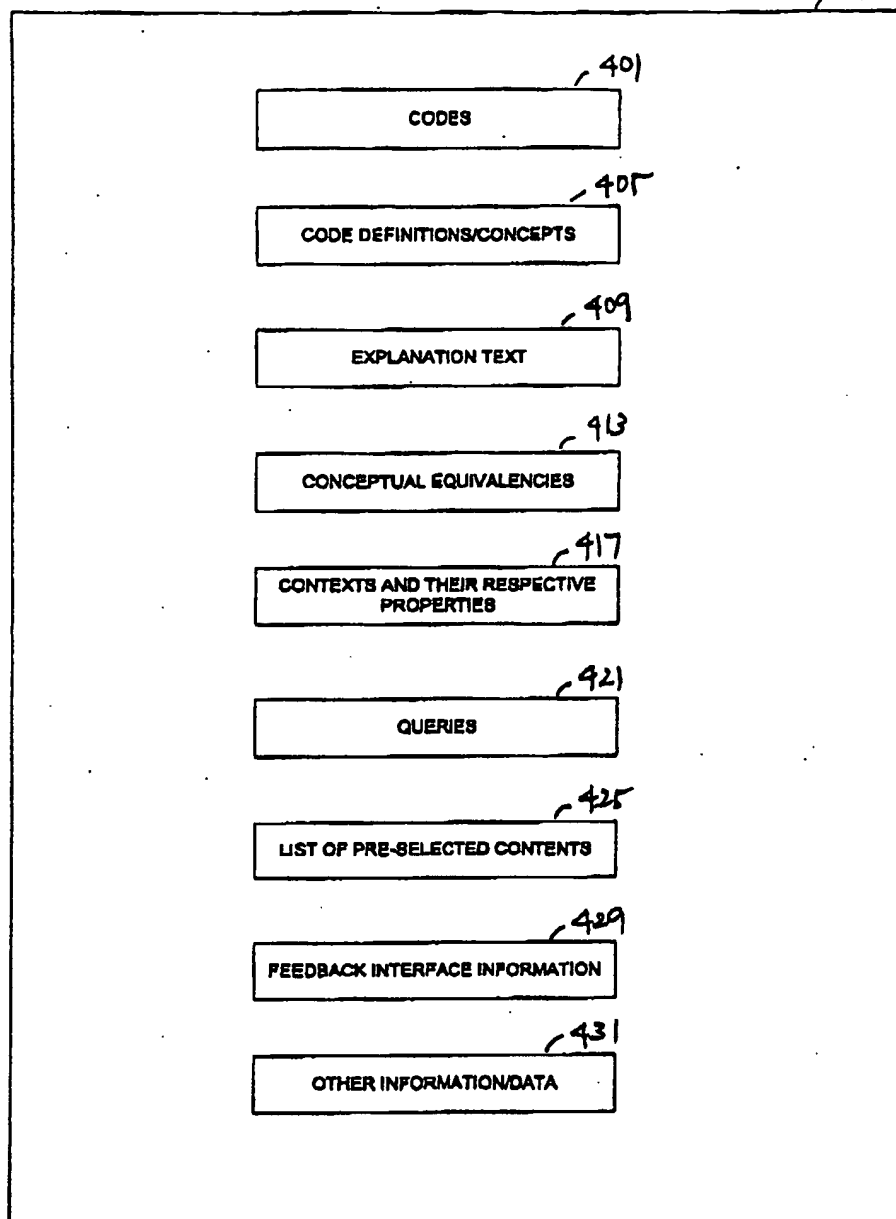 401
CODES
405
CODE DEFINITIONS/CONCEPTS
409
EXPLANATION TEXT
413
CONCEPTUAL EQUIVALENCIES
417
CONTEXTS AND THEIR RESPECTIVE
PROPERTIES
421
QUERIES
425
LIST OF PRE-SELECTED CONTENTS
429
FEEDBACK INTERFACE INFORMATION
431
OTHER INFORMATION/DATA